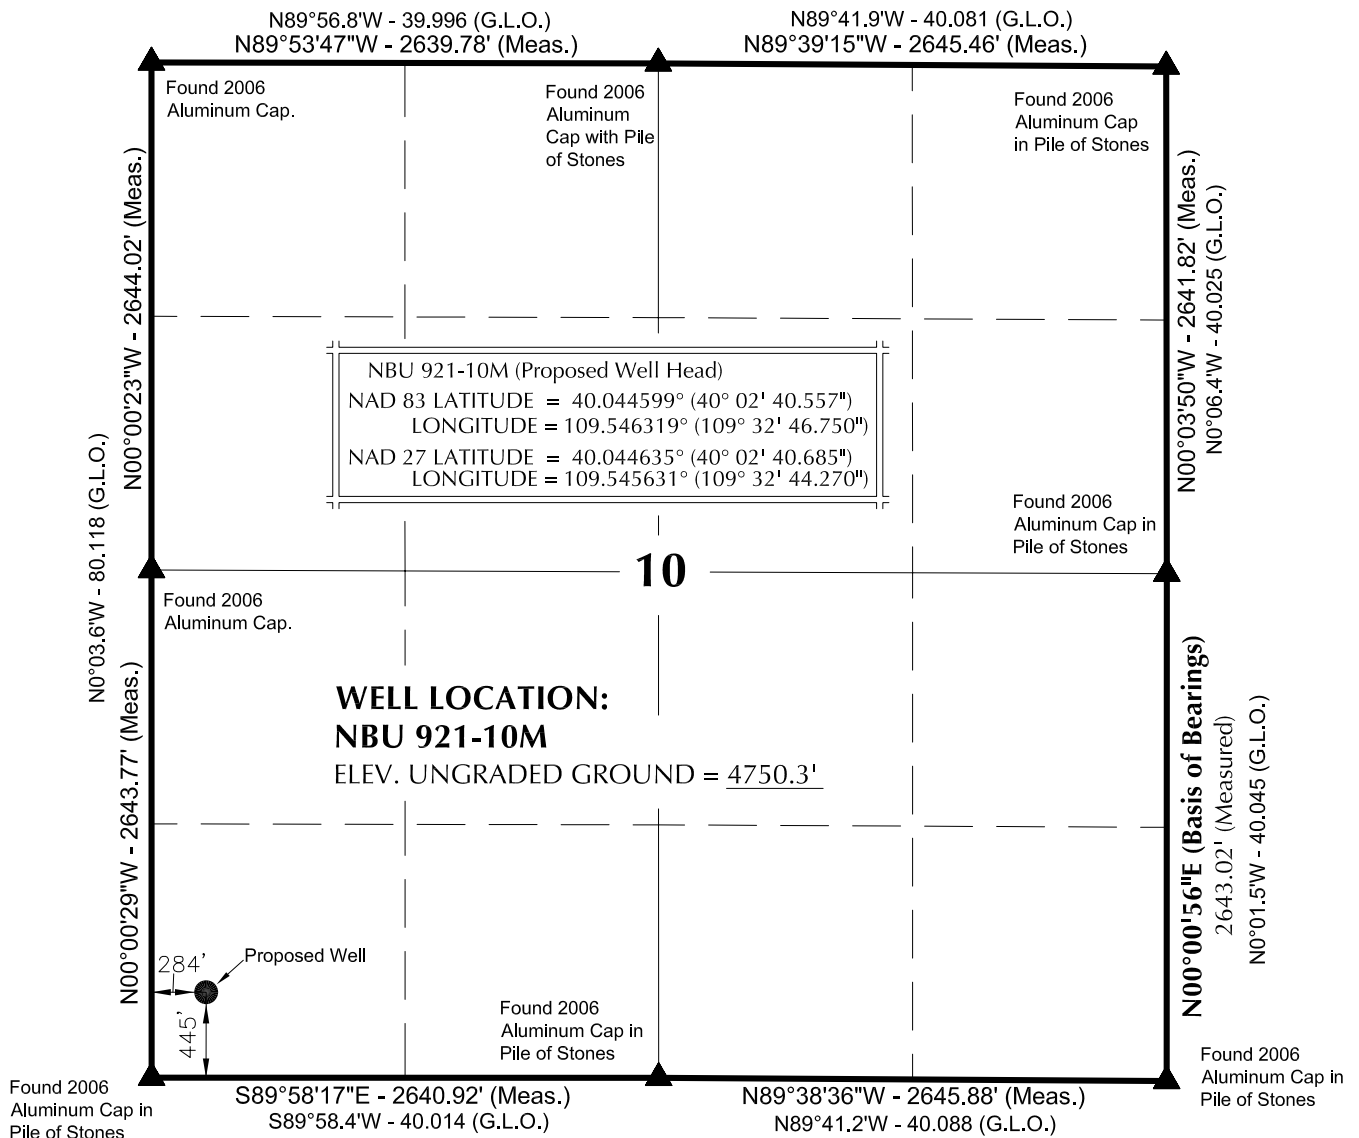 N89°56.8'W - 39.996 (G.L.O.)
N89°53'47"W - 2639.78' (Meas.)
N89°41.9'W - 40.081 (G.L.O.)
N89°39'15"W - 2645.46' (Meas.)
Found 2006
Aluminum Cap.
Found 2006
Aluminum
Cap with Pile
of Stones
Found 2006
Aluminum Cap
in Pile of Stones
N00°00'23"W - 2644.02' (Meas.)
N00°03'50"W - 2641.82' (Meas.)
N0°06.4'W - 40.025 (G.L.O.)
NBU 921-10M (Proposed Well Head)
NAD 83 LATITUDE = 40.044599° (40° 02' 40.557")
LONGITUDE = 109.546319° (109° 32' 46.750")
NAD 27 LATITUDE = 40.044635° (40° 02' 40.685")
LONGITUDE = 109.545631° (109° 32' 44.270")
N0°03.6'W - 80.118 (G.L.O.)
Found 2006
Aluminum Cap in
Pile of Stones
10
Found 2006
Aluminum Cap.
WELL LOCATION:
NBU 921-10M
ELEV. UNGRADED GROUND = 4750.3'
N00°00'29"W - 2643.77' (Meas.)
N00°00'56"E (Basis of Bearings)
2643.02' (Measured)
N0°01.5'W - 40.045 (G.L.O.)
284'
Proposed Well
445'
Found 2006
Aluminum Cap in
Pile of Stones
Found 2006
Aluminum Cap in
Pile of Stones
Found 2006
Aluminum Cap in
Pile of Stones
S89°58'17"E - 2640.92' (Meas.)
S89°58.4'W - 40.014 (G.L.O.)
N89°38'36"W - 2645.88' (Meas.)
N89°41.2'W - 40.088 (G.L.O.)